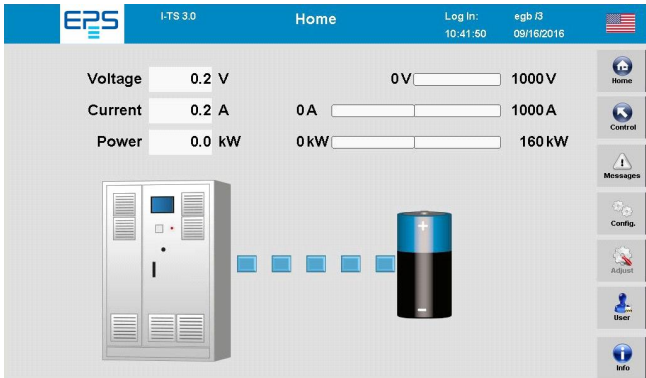 EPS
I-TS 3.0
Home
Log In: egb /3
10:41:50 09/16/2016
Voltage 0.2 V
0 V 1000 V
Current 0.2 A
0 A 1000 A
Power 0.0 kW
0 kW 160 kW
+
-
Home
Control
Messages
Config.
Adjust
User
Info